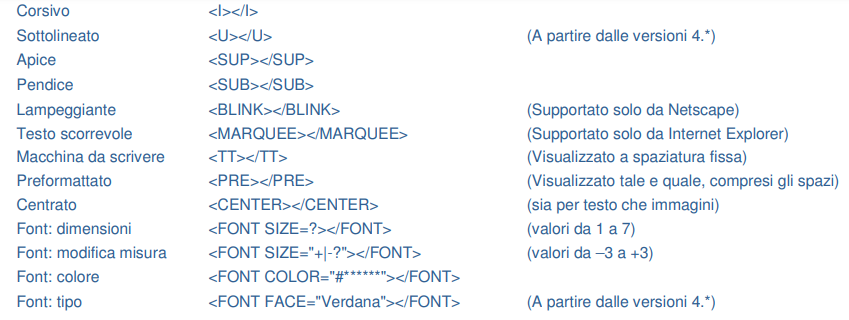 Corsivo <I></I>
Sottolineato <U></U> (A partire dalle versioni 4.*)
Apice <SUP></SUP>
Pendice <SUB></SUB>
Lampeggiante <BLINK></BLINK> (Supportato solo da Netscape)
Testo scorrevole <MARQUEE></MARQUEE> (Supportato solo da Internet Explorer)
Macchina da scrivere <TT></TT> (Visualizzato a spaziatura fissa)
Preformattato <PRE></PRE> (Visualizzato tale e quale, compresi gli spazi)
Centrato <CENTER></CENTER> (sia per testo che immagini)
Font: dimensioni <FONT SIZE=?></FONT> (valori da 1 a 7)
Font: modifica misura <FONT SIZE="+|-?"></FONT> (valori da –3 a +3)
Font: colore <FONT COLOR="#******"></FONT>
Font: tipo <FONT FACE="Verdana"></FONT> (A partire dalle versioni 4.*)